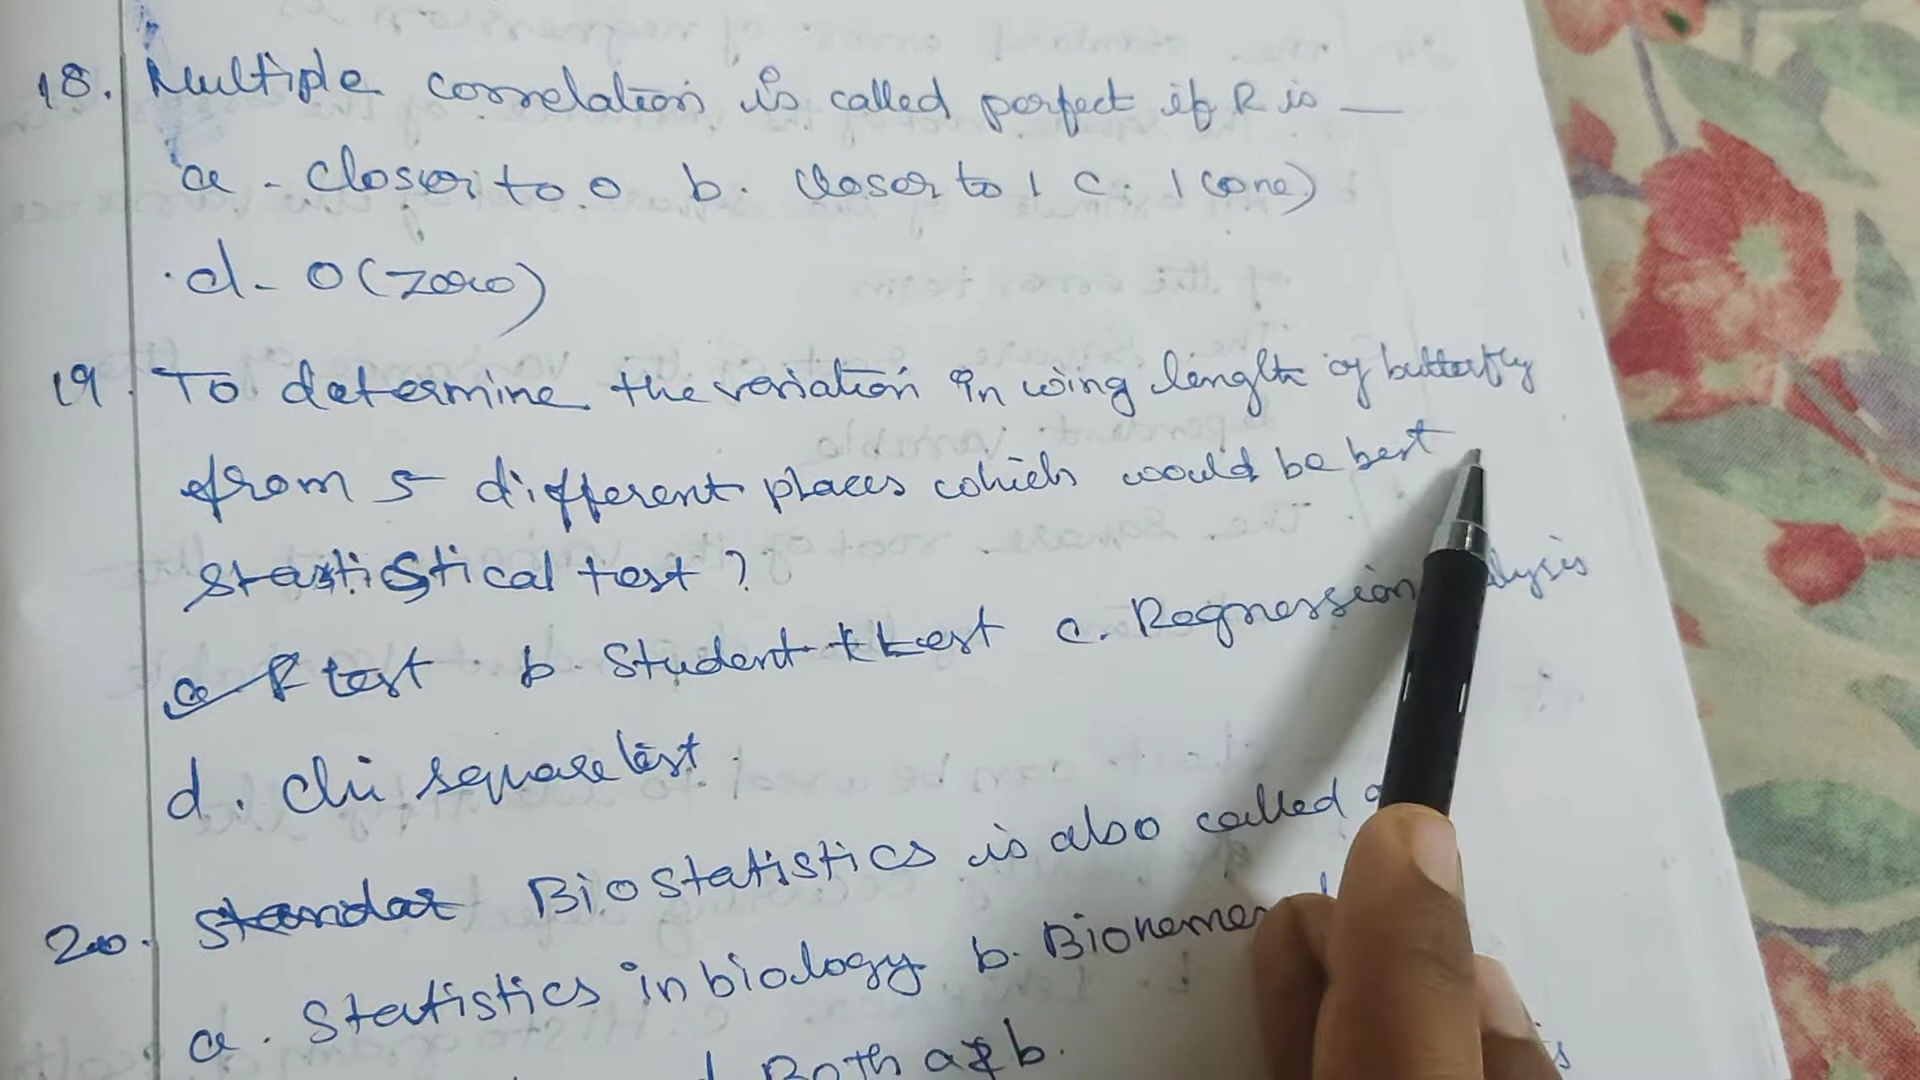 18. Multiple correlation is called perfect if R is —
a - closer to 0 b. closer to 1 c. 1 (one)
d - 0 (zero)
19. To determine the variation in wing length of butterfly
from 5 different places which would be best
statistical test?
a F test b. Student t test c. Regression
d. chi square test.
20. Biostatistics is also called
a. Statistics in biology b.
Both a & b.